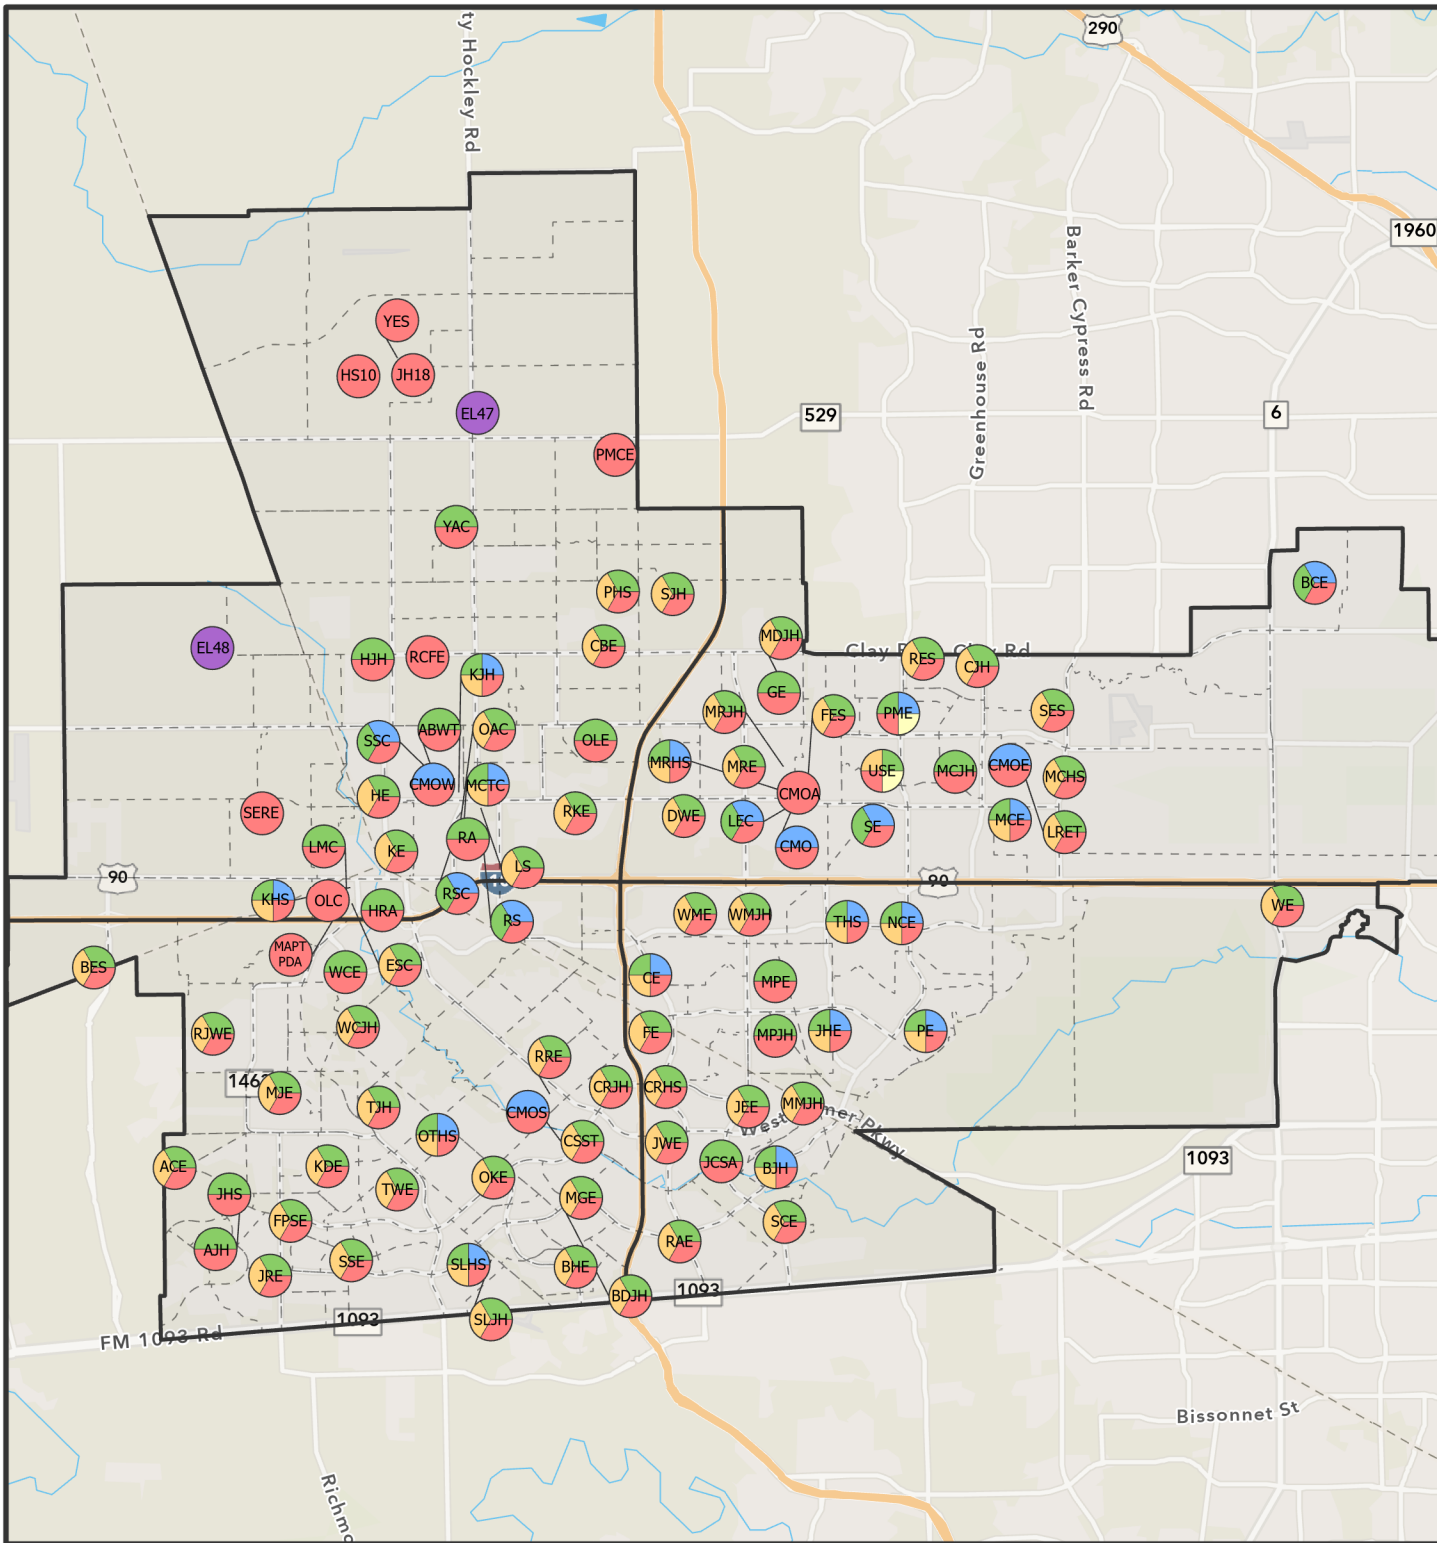 290
ty Hockley Rd
1960
Barker Cypress Rd
YES
HS10
JH18
Greenhouse Rd
EL47
529
6
PMCE
YAC
BCE
PHS
SJH
EL48
MDJH
CBE
HJH
RCFE
RES
CJH
KJH
GE
MRJH
FES
PME
SES
ABWT
OAC
SSC
OLE
MRHS
MRE
USE
MCJH
CMOE
MCHS
CMOW
MCTC
HE
CMOA
SERE
RKE
DWE
LEC
SE
MCE
LRET
RA
LMC
KE
CMO
LS
90
90
RSC
KHS
OLC
HRA
WE
RS
WME
WMJH
THS
NCE
MAPT
PDA
BES
WCE
ESC
CE
MPE
RJWE
WCJH
FE
MPJH
JHE
PE
RRE
MJE
CRJH
CRHS
TJH
CMOS
JEE
MMJH
OTHS
CSST
JWE
1093
ACE
KDE
JCSA
BJH
JHS
TWE
OKE
MGE
FPSE
SCE
AJH
RAE
JRE
SSE
SLHS
BHE
BDJH
1093
SLJH
1093
FM 1093 Rd
Bissonnet St